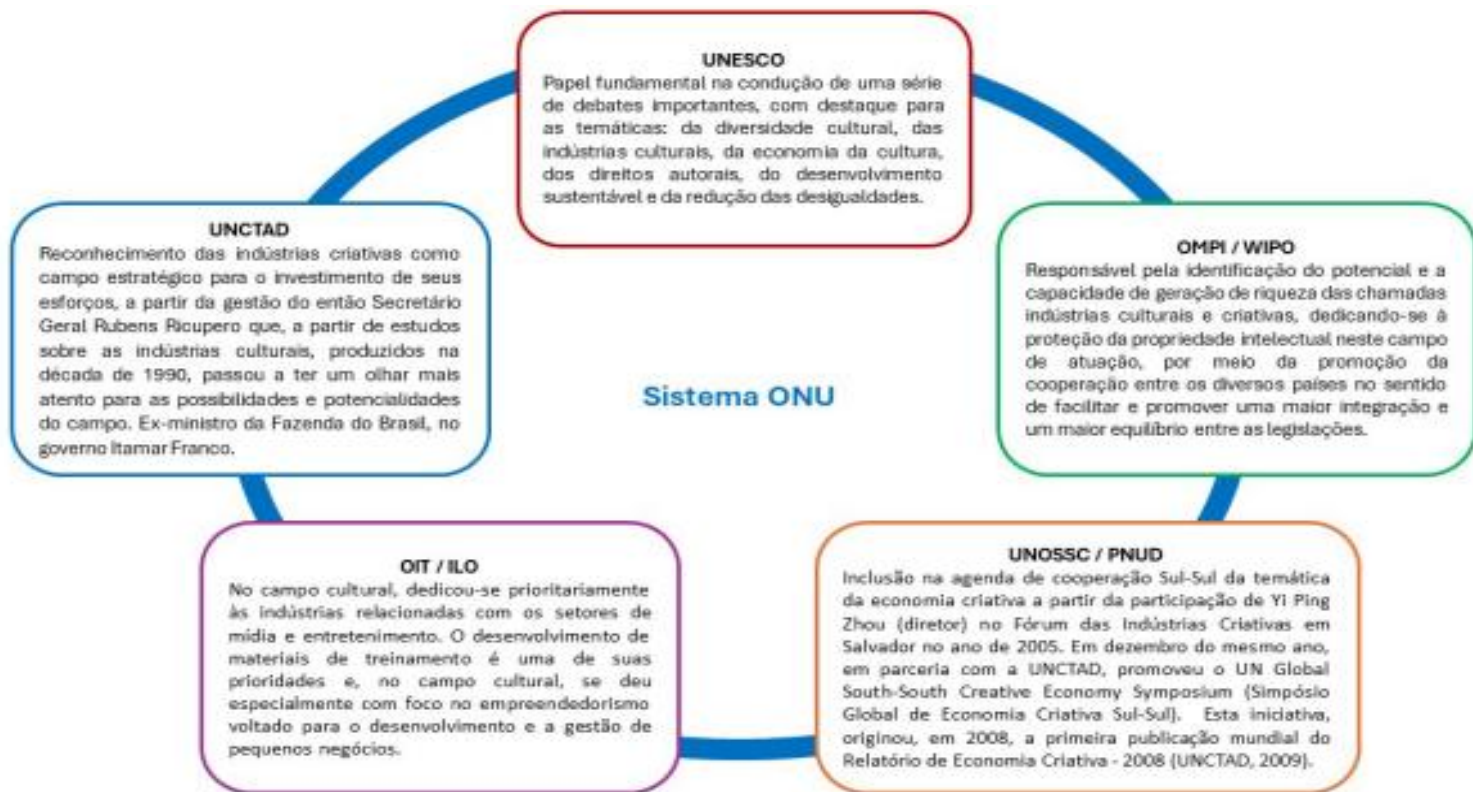 UNESCO
Papel fundamental na condução de uma série
de debates importantes, com destaque para
as temáticas: da diversidade cultural, das
indústrias culturais, da economia da cultura,
dos direitos autorais, do desenvolvimento
sustentável e da redução das desigualdades.
UNCTAD
Reconhecimento das indústrias criativas como
campo estratégico para o investimento de seus
esforços, a partir da gestão do então Secretário
Geral Rubens Ricupero que, a partir de estudos
sobre as indústrias culturais, produzidos na
década de 1990, passou a ter um olhar mais
atento para as possibilidades e potencialidades
do campo. Ex-ministro da Fazenda do Brasil, no
governo Itamar Franco.
OMPI / WIPO
Responsável pela identificação do potencial e a
capacidade de geração de riqueza das chamadas
indústrias culturais e criativas, dedicando-se à
proteção da propriedade intelectual neste campo
de atuação, por meio da promoção da
cooperação entre os diversos países no sentido
de facilitar e promover uma maior integração e
um maior equilíbrio entre as legislações.
Sistema ONU
OIT / ILO
No campo cultural, dedicou-se prioritariamente
às indústrias relacionadas com os setores de
mídia e entretenimento. O desenvolvimento de
materiais de treinamento é uma de suas
prioridades e, no campo cultural, se deu
especialmente com foco no empreendedorismo
voltado para o desenvolvimento e a gestão de
pequenos negócios.
UNOSSC / PNUD
Inclusão na agenda de cooperação Sul-Sul da temática
da economia criativa a partir da participação de Yi Ping
Zhou (diretor) no Fórum das Indústrias Criativas em
Salvador no ano de 2005. Em dezembro do mesmo ano,
em parceria com a UNCTAD, promoveu o UN Global
South-South Creative Economy Symposium (Simpósio
Global de Economia Criativa Sul-Sul). Esta iniciativa,
originou, em 2008, a primeira publicação mundial do
Relatório de Economia Criativa - 2008 (UNCTAD, 2009).